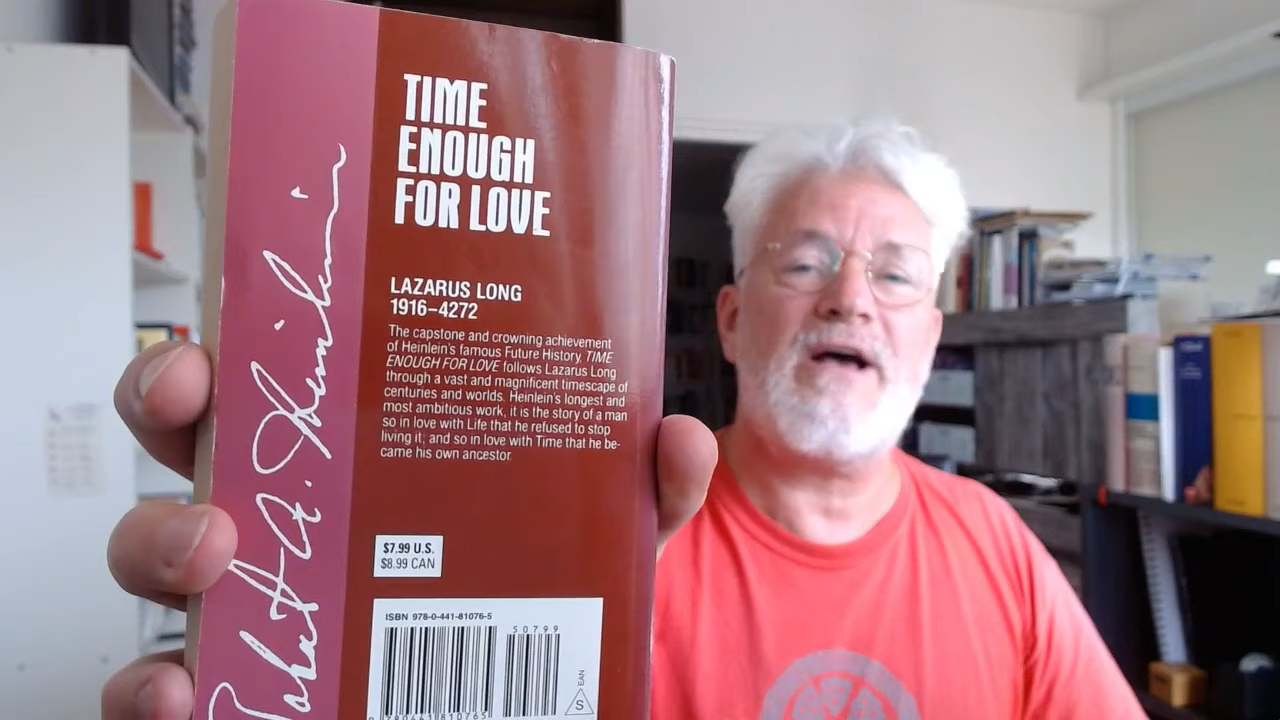 TIME
ENOUGH
FOR LOVE
LAZARUS LONG
1916–4272
The capstone and crowning achievement
of Heinlein's famous Future History, TIME
ENOUGH FOR LOVE follows Lazarus Long
through a vast and magnificent timescape of
centuries and worlds. Heinlein's longest and
most ambitious work, it is the story of a man
so in love with Life that he refused to stop
living it; and so in love with Time that he be-
came his own ancestor.
Robert A. Heinlein
$7.99 U.S.
$8.99 CAN
ISBN 978-0-441-81076-5
50799
EAN
S
9780441810765